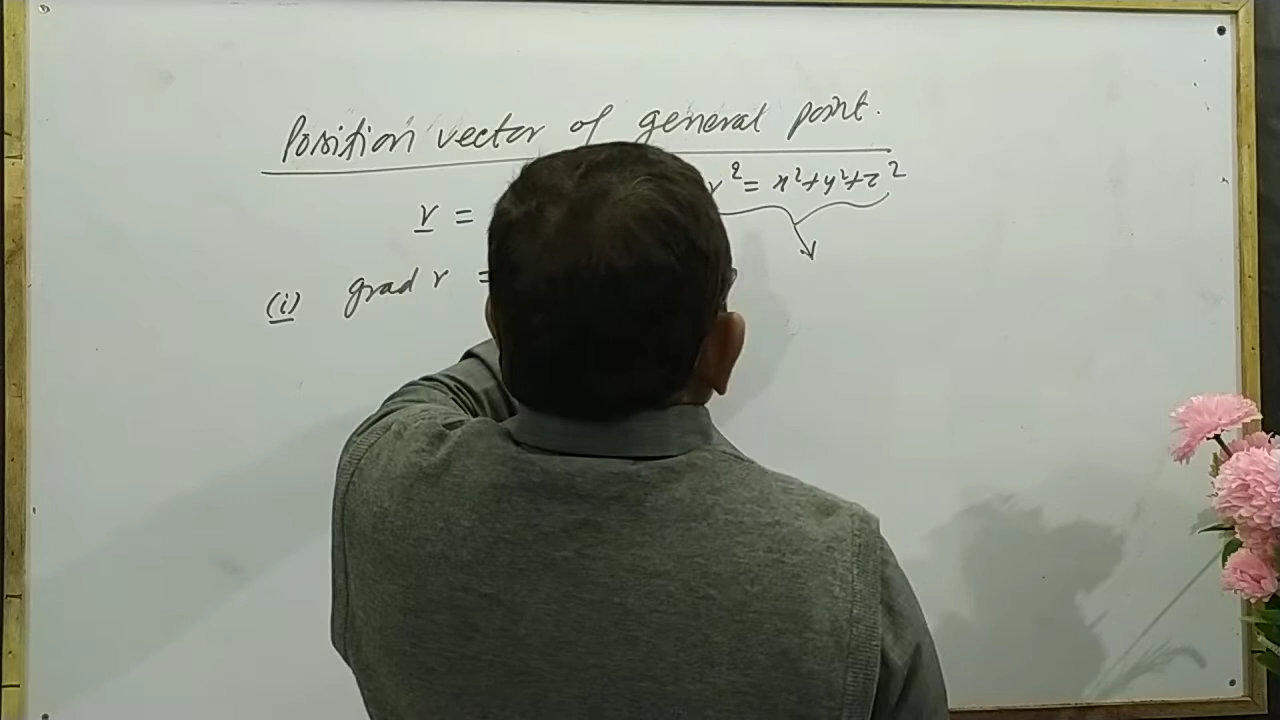 Position vector of general point.
r = r² = x²+y²+z²
(i) grad r =